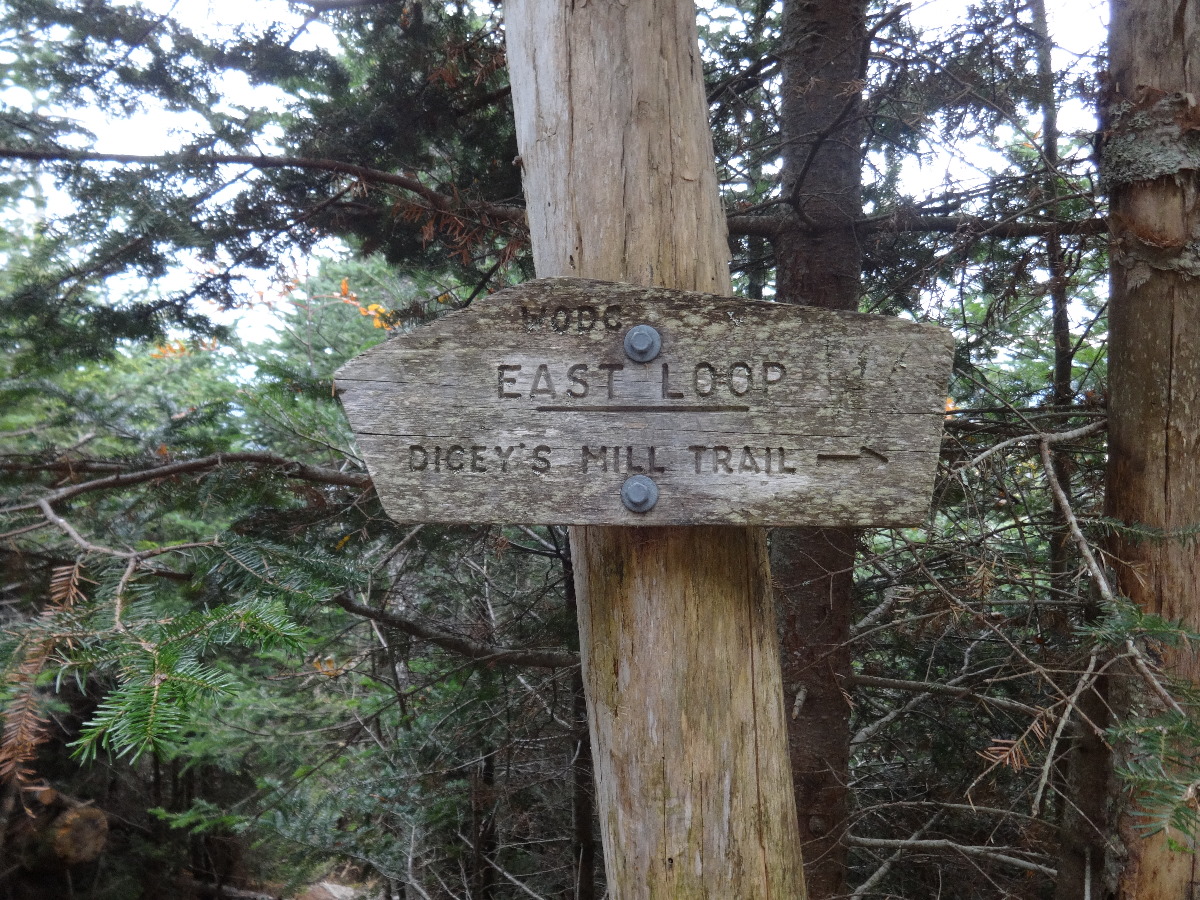 WODC
EAST LOOP
DICEY'S MILL TRAIL →